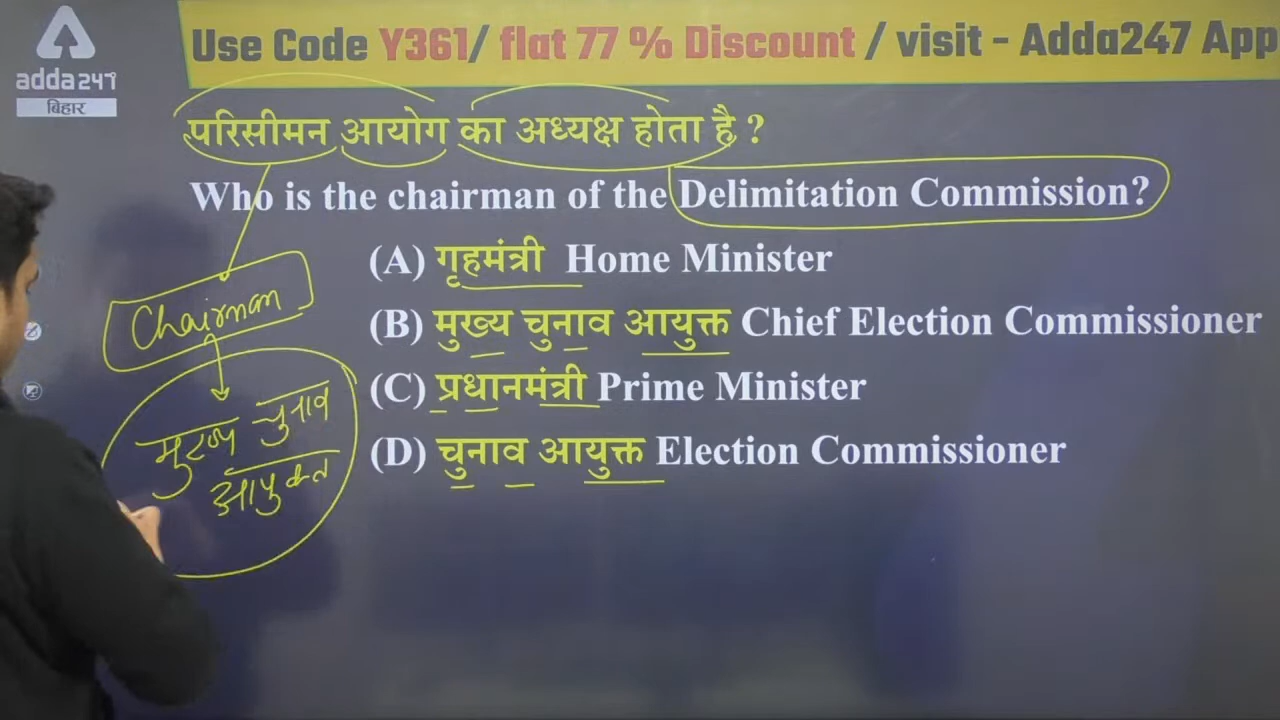 Use Code Y361/ flat 77 % Discount / visit - Adda247 App
adda247
बिहार
परिसीमन आयोग का अध्यक्ष होता है ?
Who is the chairman of the Delimitation Commission?
(A) गृहमंत्री Home Minister
(B) मुख्य चुनाव आयुक्त Chief Election Commissioner
(C) प्रधानमंत्री Prime Minister
(D) चुनाव आयुक्त Election Commissioner
Chairman
मुख्य चुनाव
आयुक्त